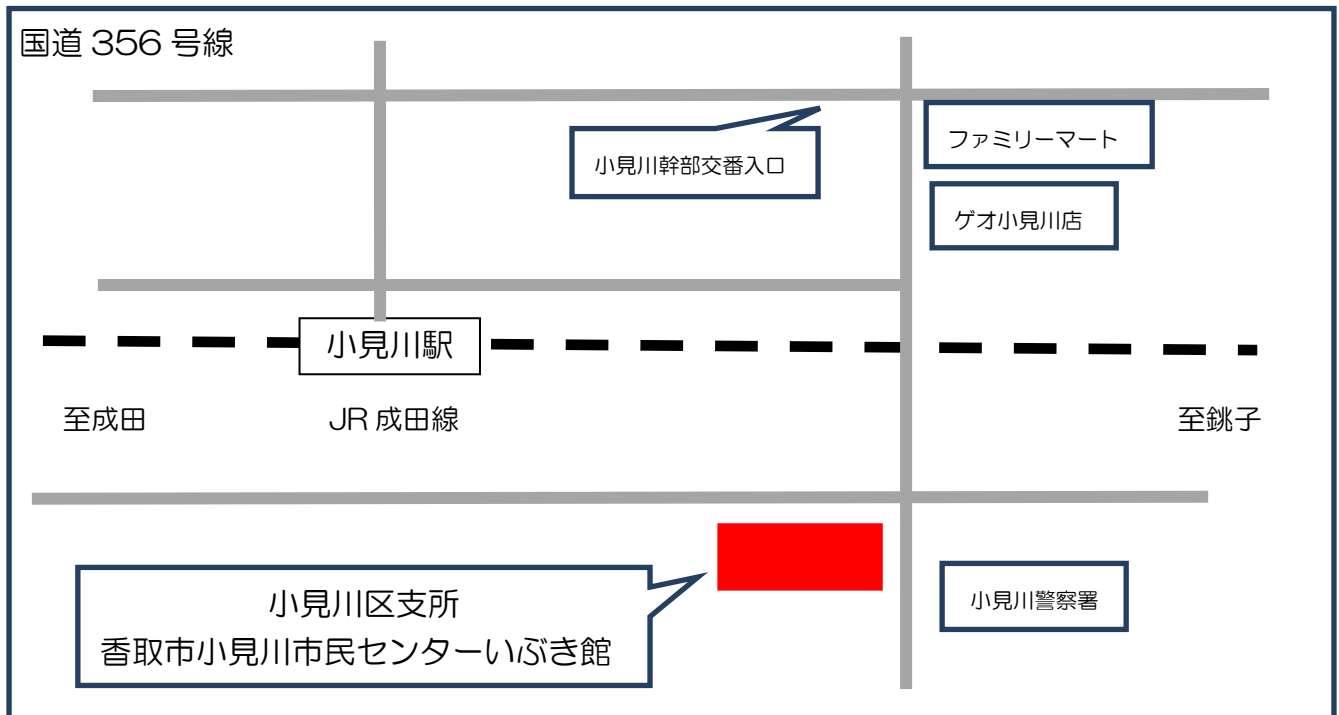 国道 356 号線
ファミリーマート
小見川幹部交番入口
ゲオ小見川店
小見川駅
至成田
JR 成田線
至銚子
小見川区支所
香取市小見川市民センターいぶき館
小見川警察署